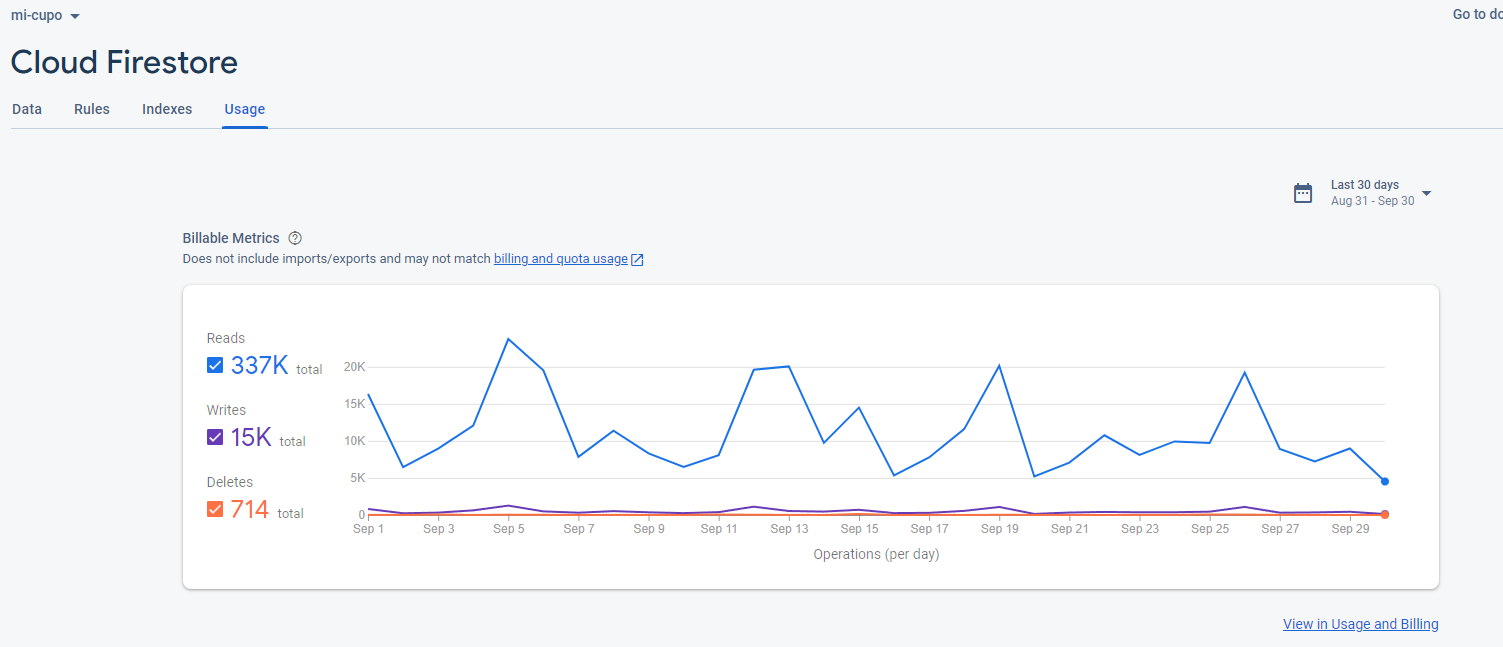 mi-cupo
Go to do
Cloud Firestore
Data Rules Indexes Usage
Last 30 days
Aug 31 - Sep 30
Billable Metrics
Does not include imports/exports and may not match billing and quota usage
Reads
337K total
Writes
15K total
Deletes
714 total
20K
15K
10K
5K
0
Sep 1 Sep 3 Sep 5 Sep 7 Sep 9 Sep 11 Sep 13 Sep 15 Sep 17 Sep 19 Sep 21 Sep 23 Sep 25 Sep 27 Sep 29
Operations (per day)
View in Usage and Billing